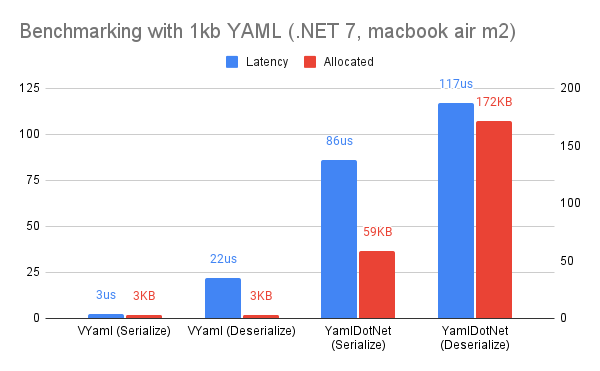 Benchmarking with 1kb YAML (.NET 7, macbook air m2)
Latency Allocated
125 200
100 150
75
50 100
25 50
0 0
3us 3KB 22us 3KB 86us 59KB 117us 172KB
VYaml (Serialize) VYaml (Deserialize) YamlDotNet YamlDotNet
(Serialize) (Deserialize)